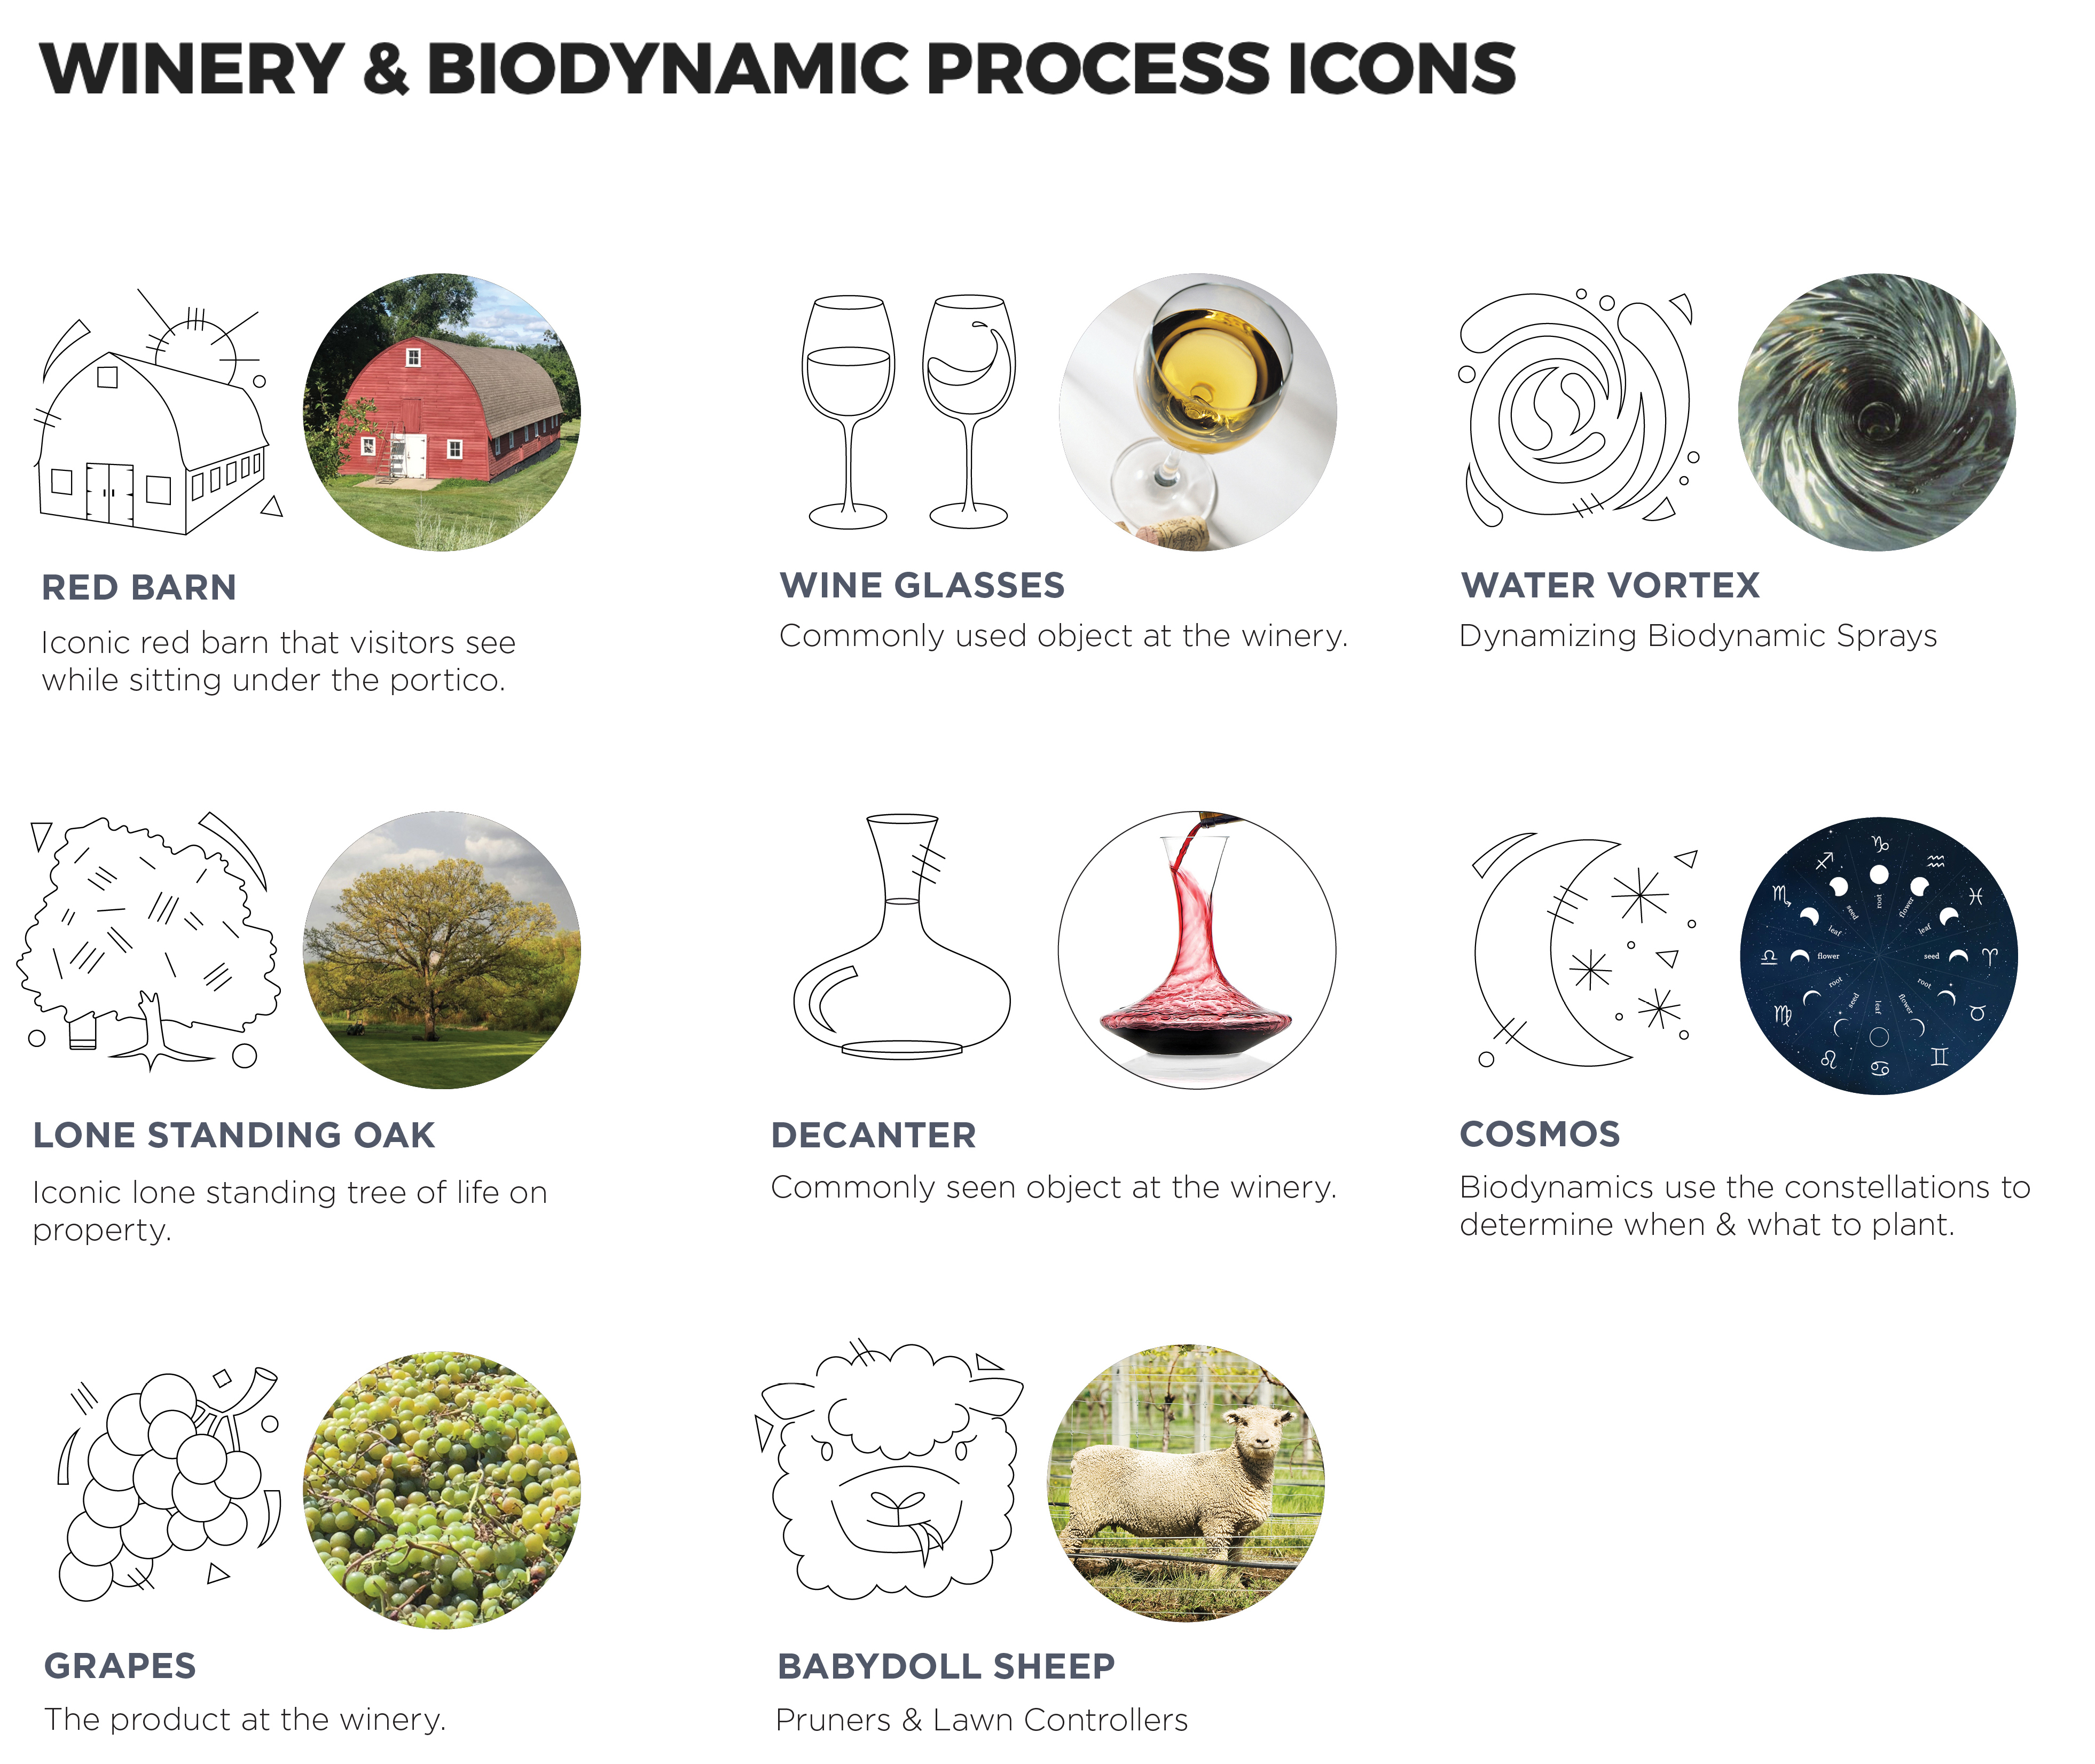 WINERY & BIODYNAMIC PROCESS ICONS
RED BARN
Iconic red barn that visitors see
while sitting under the portico.
WINE GLASSES
Commonly used object at the winery.
WATER VORTEX
Dynamizing Biodynamic Sprays
LONE STANDING OAK
Iconic lone standing tree of life on
property.
DECANTER
Commonly seen object at the winery.
♑
♒
♓
♈
♉
♊
♋
♌
♍
♎
♏
♐
root
flower
leaf
seed
root
flower
leaf
seed
root
flower
leaf
seed
COSMOS
Biodynamics use the constellations to
determine when & what to plant.
GRAPES
The product at the winery.
BABYDOLL SHEEP
Pruners & Lawn Controllers